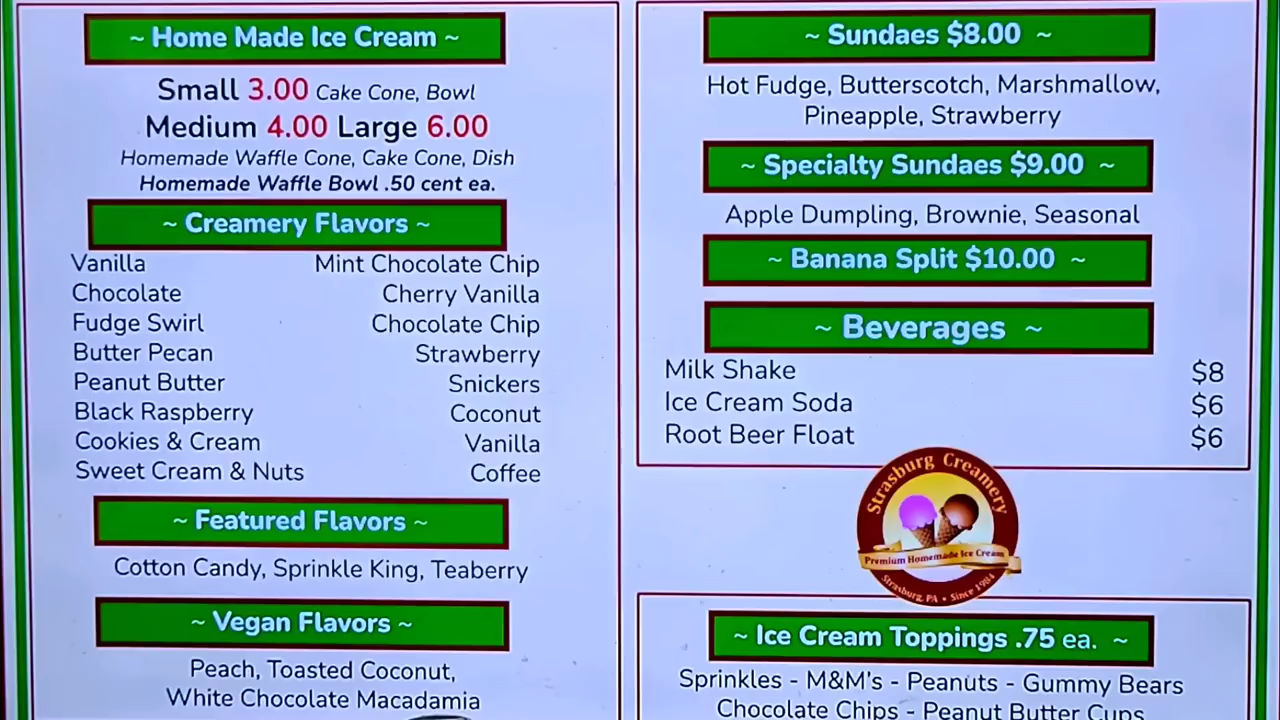 ~ Home Made Ice Cream ~
Small 3.00 Cake Cone, Bowl
Medium 4.00 Large 6.00
Homemade Waffle Cone, Cake Cone, Dish
Homemade Waffle Bowl .50 cent ea.
~ Creamery Flavors ~
Vanilla Mint Chocolate Chip
Chocolate Cherry Vanilla
Fudge Swirl Chocolate Chip
Butter Pecan Strawberry
Peanut Butter Snickers
Black Raspberry Coconut
Cookies & Cream Vanilla
Sweet Cream & Nuts Coffee
~ Featured Flavors ~
Cotton Candy, Sprinkle King, Teaberry
~ Vegan Flavors ~
Peach, Toasted Coconut,
White Chocolate Macadamia
~ Sundaes $8.00 ~
Hot Fudge, Butterscotch, Marshmallow,
Pineapple, Strawberry
~ Specialty Sundaes $9.00 ~
Apple Dumpling, Brownie, Seasonal
~ Banana Split $10.00 ~
~ Beverages ~
Milk Shake $8
Ice Cream Soda $6
Root Beer Float $6
Strasburg Creamery
Premium Homemade Ice Cream
Strasburg, PA • Since 1984
~ Ice Cream Toppings .75 ea. ~
Sprinkles - M&M's - Peanuts - Gummy Bears
Chocolate Chips - Peanut Butter Cups